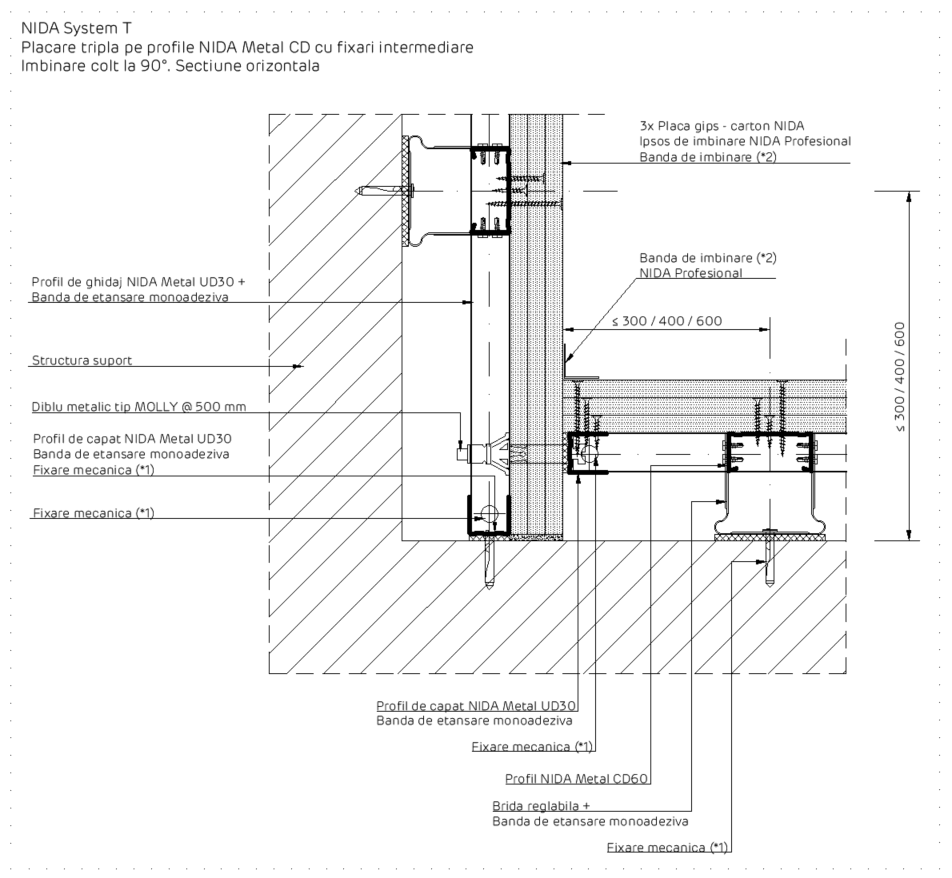 NIDA System T
Placare tripla pe profile NIDA Metal CD cu fixari intermediare
Imbinare colt la 90°. Sectiune orizontala
3x Placa gips - carton NIDA
Ipsos de imbinare NIDA Profesional
Banda de imbinare (*2)
Banda de imbinare (*2)
NIDA Profesional
Profil de ghidaj NIDA Metal UD30 +
Banda de etansare monoadeziva
≤ 300 / 400 / 600
≤ 300 / 400 / 600
Structura suport
Diblu metalic tip MOLLY @ 500 mm
Profil de capat NIDA Metal UD30
Banda de etansare monoadeziva
Fixare mecanica (*1)
Fixare mecanica (*1)
Profil de capat NIDA Metal UD30
Banda de etansare monoadeziva
Fixare mecanica (*1)
Profil NIDA Metal CD60
Brida reglabila +
Banda de etansare monoadeziva
Fixare mecanica (*1)